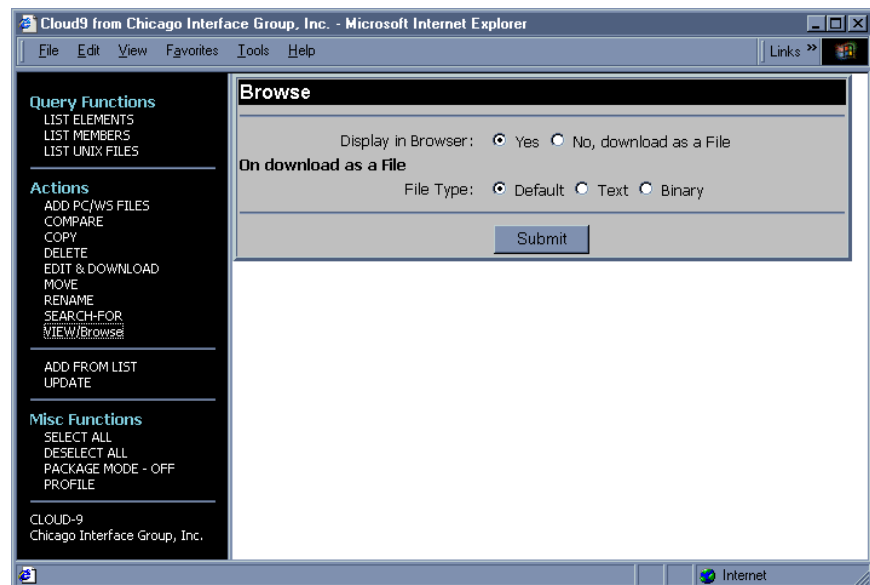 Cloud9 from Chicago Interface Group, Inc. - Microsoft Internet Explorer
File Edit View Favorites Tools Help Links »
Query Functions
LIST ELEMENTS
LIST MEMBERS
LIST UNIX FILES
Actions
ADD PC/WS FILES
COMPARE
COPY
DELETE
EDIT & DOWNLOAD
MOVE
RENAME
SEARCH-FOR
VIEW/Browse
ADD FROM LIST
UPDATE
Misc Functions
SELECT ALL
DESELECT ALL
PACKAGE MODE - OFF
PROFILE
CLOUD-9
Chicago Interface Group, Inc.
Browse
Display in Browser: Yes No, download as a File
On download as a File
File Type: Default Text Binary
Submit
Internet